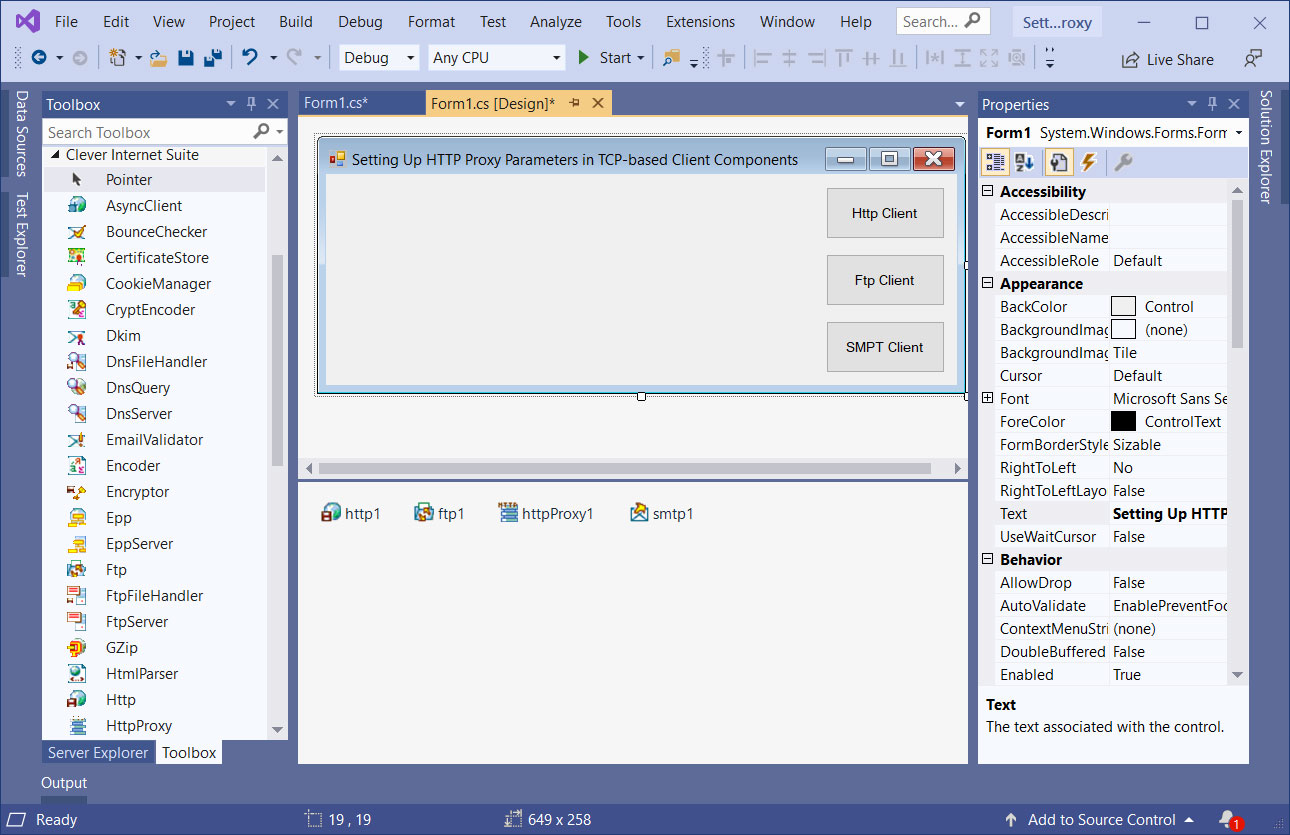 File Edit View Project Build Debug Format Test Analyze Tools Extensions Window Help Search... Sett...roxy
Debug Any CPU Start Live Share
Data Sources
Test Explorer
Toolbox
Search Toolbox
Clever Internet Suite
Pointer
AsyncClient
BounceChecker
CertificateStore
CookieManager
CryptEncoder
Dkim
DnsFileHandler
DnsQuery
DnsServer
EmailValidator
Encoder
Encryptor
Epp
EppServer
Ftp
FtpFileHandler
FtpServer
GZip
HtmlParser
Http
HttpProxy
Server Explorer Toolbox
Form1.cs* Form1.cs [Design]*
Setting Up HTTP Proxy Parameters in TCP-based Client Components
Http Client
Ftp Client
SMPT Client
http1 ftp1 httpProxy1 smtp1
Properties
Form1 System.Windows.Forms.Form
Accessibility
AccessibleDescri
AccessibleName
AccessibleRole Default
Appearance
BackColor Control
BackgroundImag (none)
BackgroundImag Tile
Cursor Default
Font Microsoft Sans Se
ForeColor ControlText
FormBorderStyle Sizable
RightToLeft No
RightToLeftLayo False
Text Setting Up HTTP
UseWaitCursor False
Behavior
AllowDrop False
AutoValidate EnablePreventFoc
ContextMenuStri (none)
DoubleBuffered False
Enabled True
Text
The text associated with the control.
Solution Explorer
Output
Ready 19 , 19 649 x 258 Add to Source Control 1